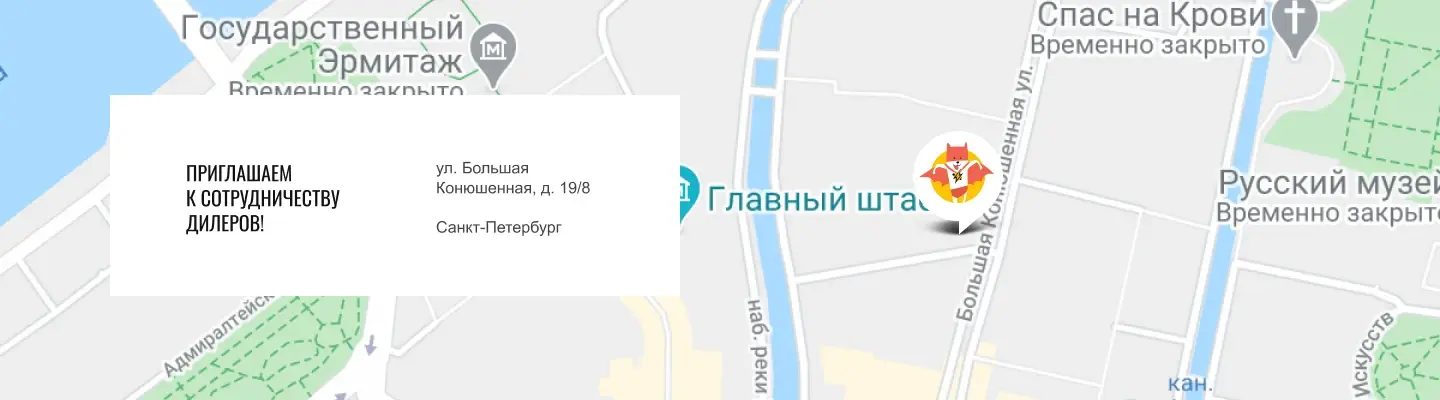 Государственный
Эрмитаж
Временно закрыто
Спас на Крови
Временно закрыто
ПРИГЛАШАЕМ
К СОТРУДНИЧЕСТВУ
ДИЛЕРОВ!
ул. Большая
Конюшенная, д. 19/8
Санкт-Петербург
Главный
Большая Конюшенная ул.
Русский музей
Временно закрыто
наб. реки
кан.
Искусств